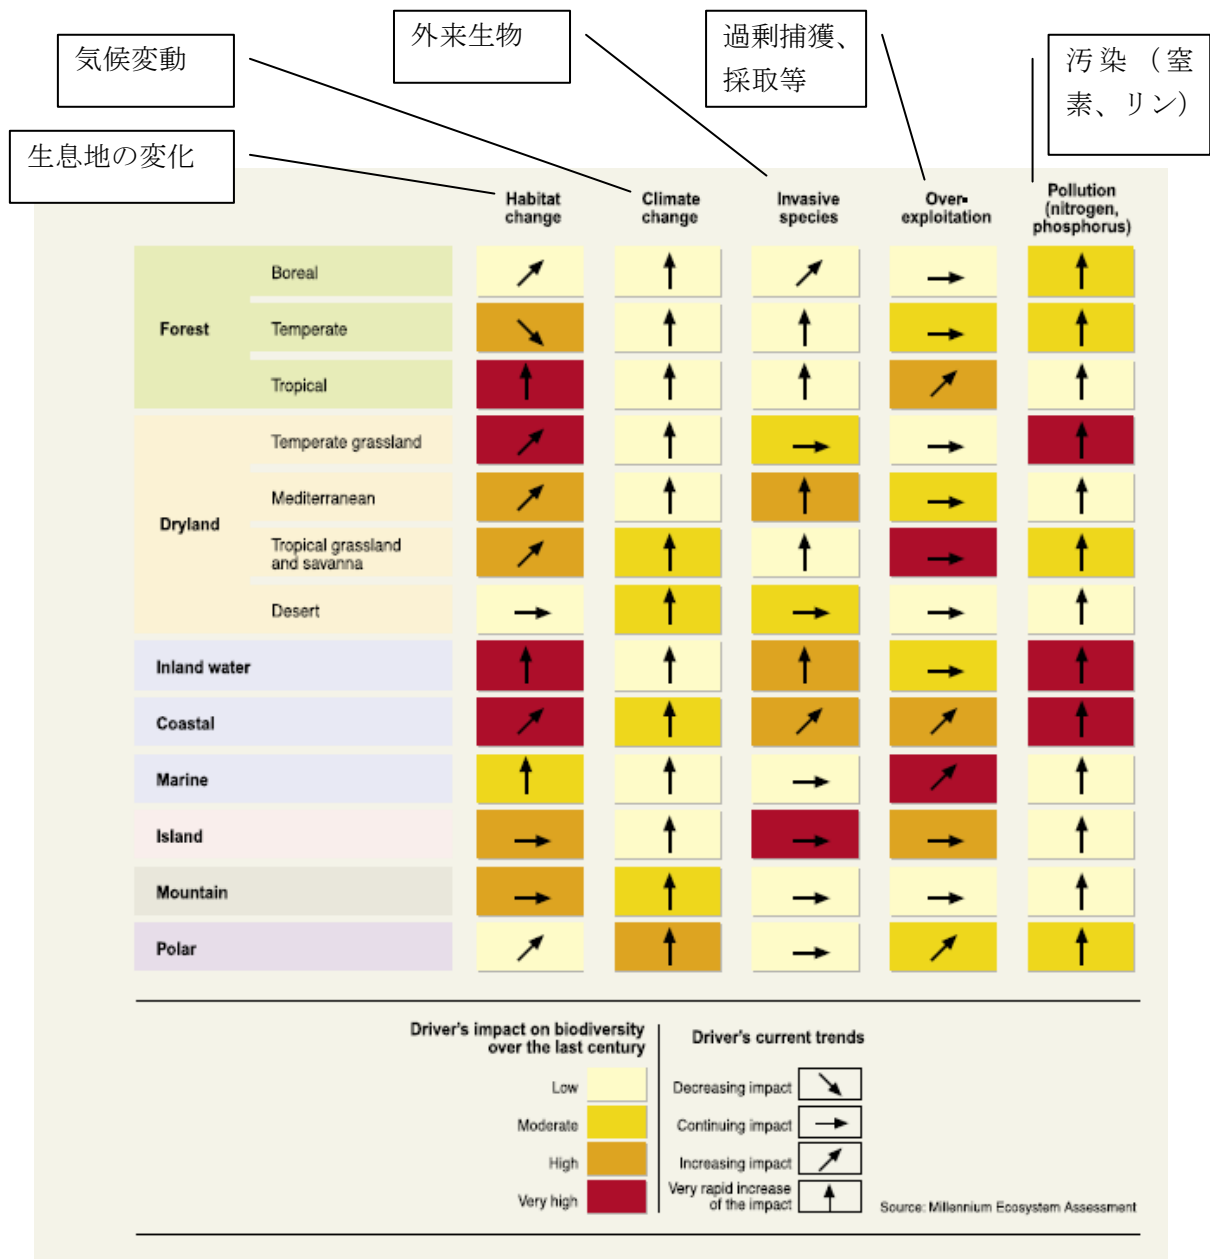 気候変動
外来生物
過剰捕獲、
採取等
汚染（窒
素、リン）
生息地の変化
Habitat
change
Climate
change
Invasive
species
Over-
exploitation
Pollution
(nitrogen,
phosphorus)
Forest
Boreal
Temperate
Tropical
Dryland
Temperate grassland
Mediterranean
Tropical grassland
and savanna
Desert
Inland water
Coastal
Marine
Island
Mountain
Polar
Driver's impact on biodiversity
over the last century
Low
Moderate
High
Very high
Driver's current trends
Decreasing impact
Continuing impact
Increasing impact
Very rapid increase
of the impact
Source: Millennium Ecosystem Assessment